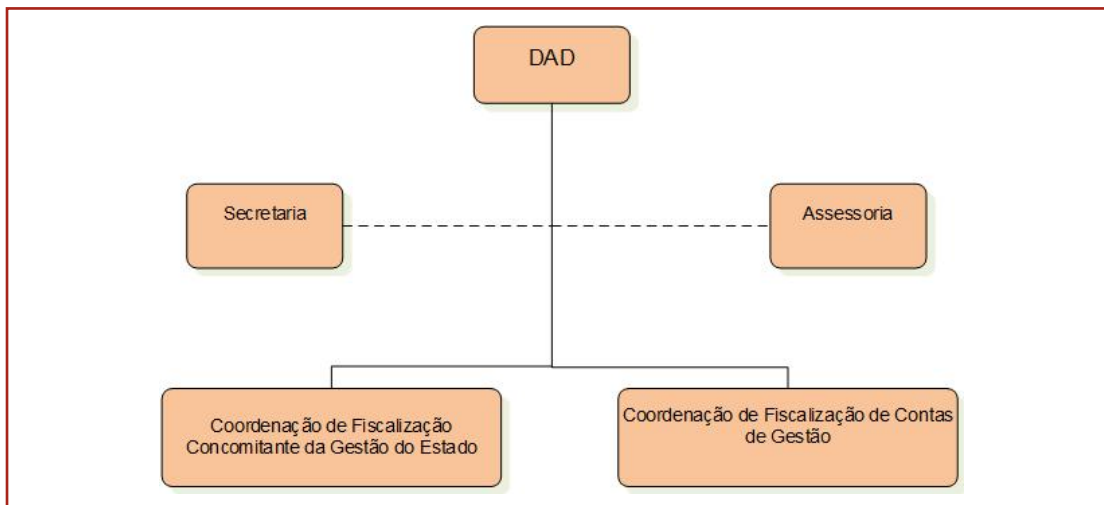 DAD
Secretaria
Assessoria
Coordenação de Fiscalização
Concomitante da Gestão do Estado
Coordenação de Fiscalização de Contas
de Gestão